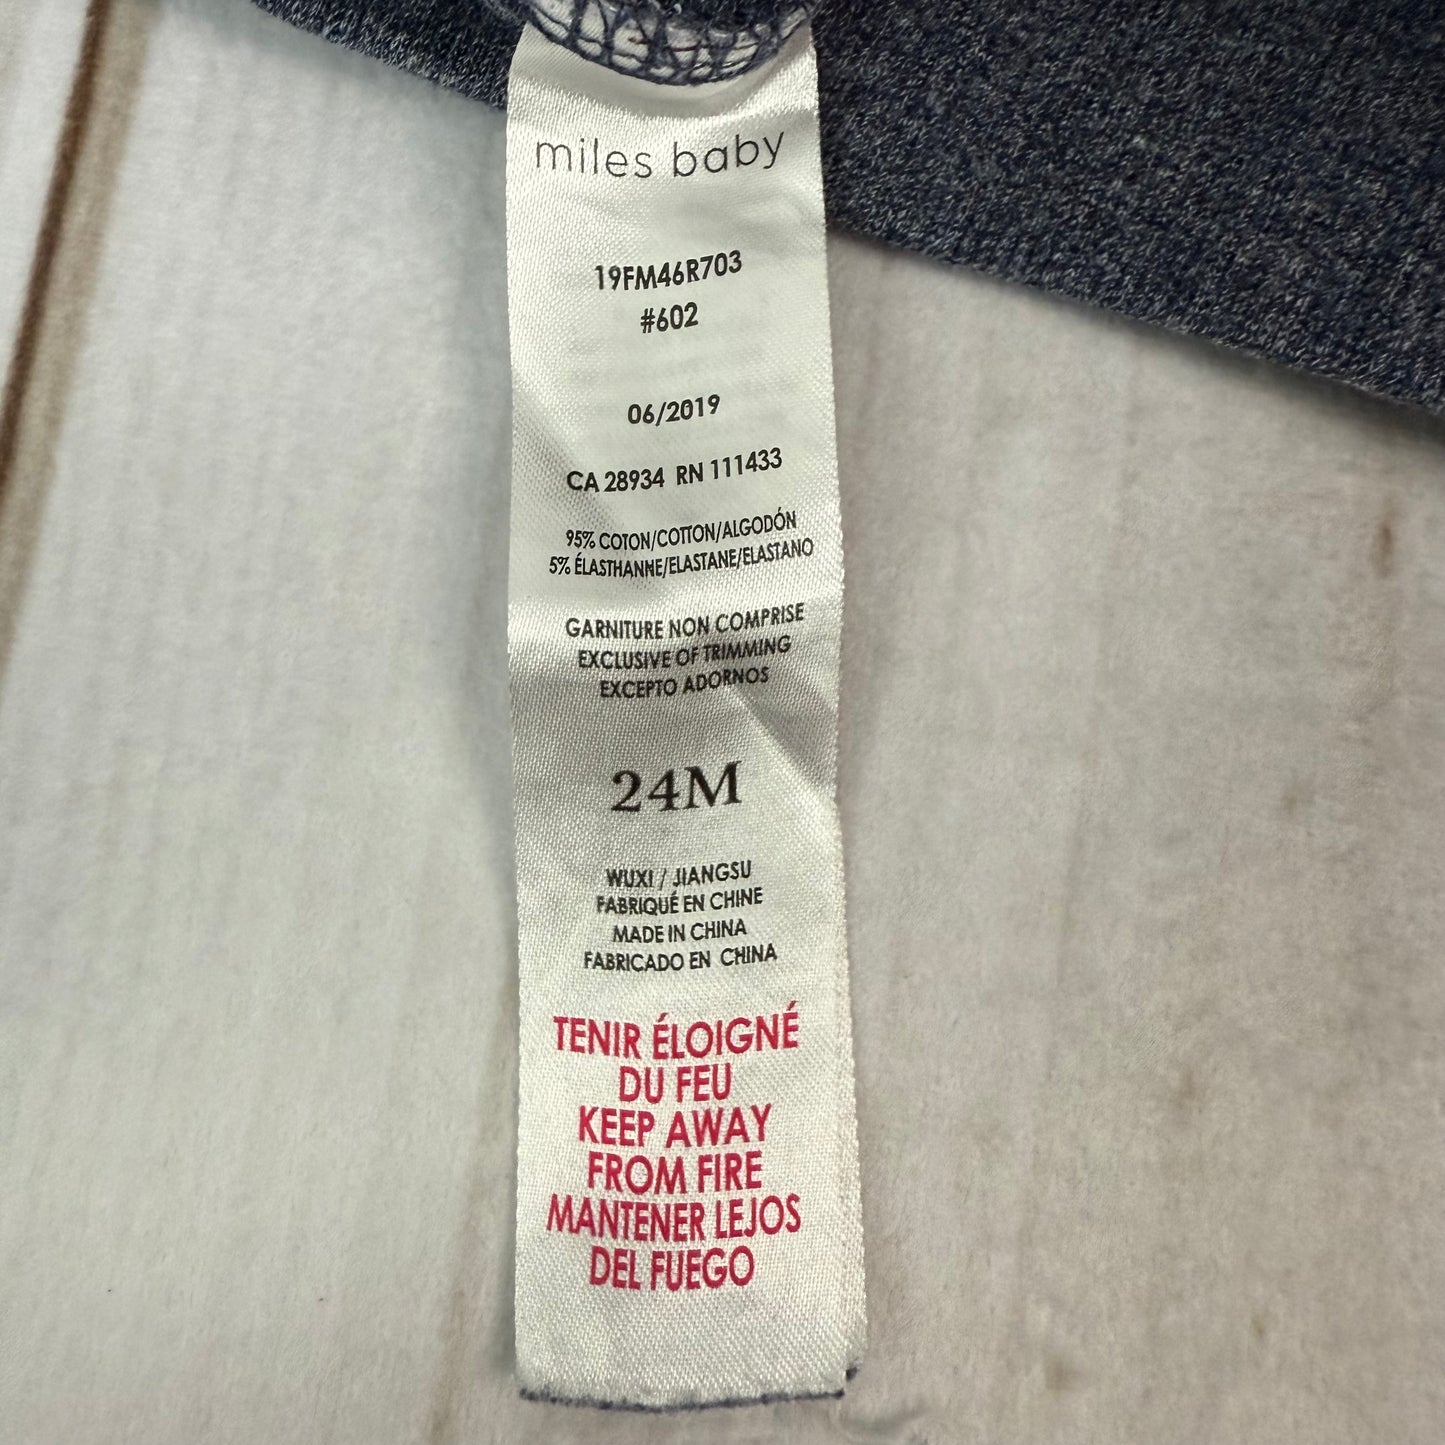 miles baby
19FM46R703
#602
06/2019
CA 28934 RN 111433
95% COTON/COTTON/ALGODÓN
5% ÉLASTHANNE/ELASTANE/ELASTANO
GARNITURE NON COMPRISE
EXCLUSIVE OF TRIMMING
EXCEPTO ADORNOS
24M
WUXI / JIANGSU
FABRIQUÉ EN CHINE
MADE IN CHINA
FABRICADO EN CHINA
TENIR ÉLOIGNÉ
DU FEU
KEEP AWAY
FROM FIRE
MANTENER LEJOS
DEL FUEGO